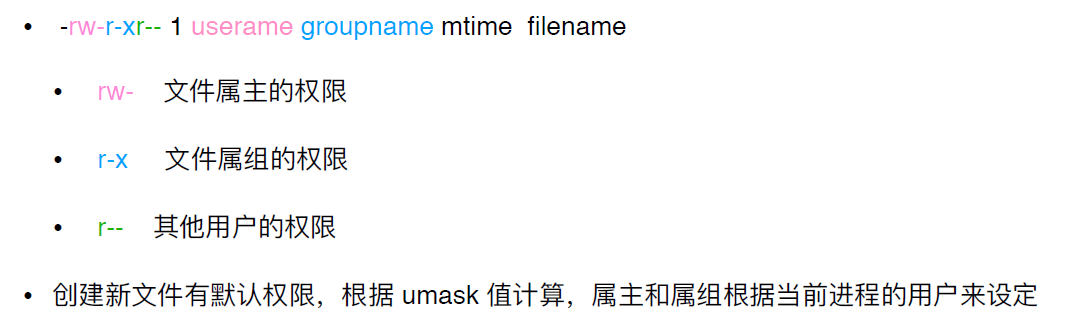 • -rw-r-xr-- 1 userame groupname mtime filename
• rw- 文件属主的权限
• r-x 文件属组的权限
• r-- 其他用户的权限
• 创建新文件有默认权限，根据 umask 值计算，属主和属组根据当前进程的用户来设定